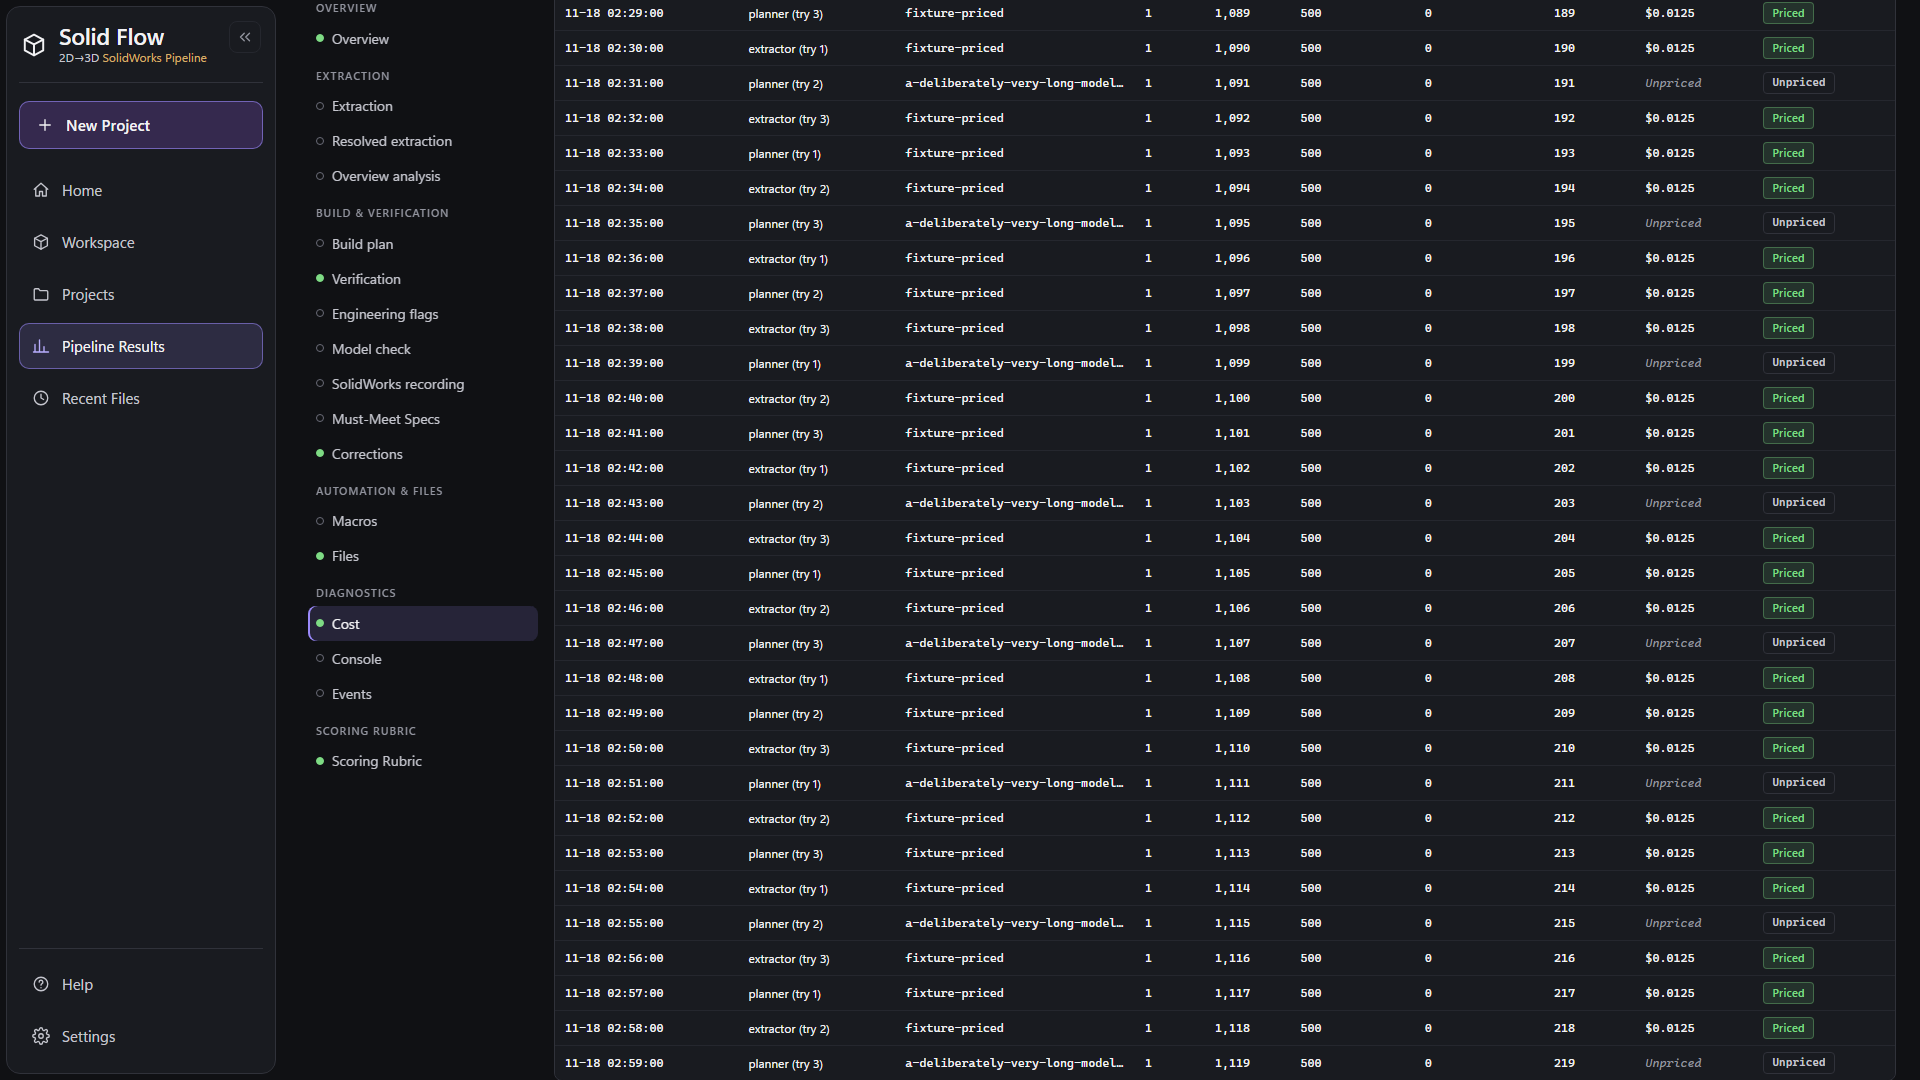 Solid Flow
2D→3D SolidWorks Pipeline
New Project
Home
Workspace
Projects
Pipeline Results
Recent Files
Help
Settings
OVERVIEW
Overview
EXTRACTION
Extraction
Resolved extraction
Overview analysis
BUILD & VERIFICATION
Build plan
Verification
Engineering flags
Model check
SolidWorks recording
Must-Meet Specs
Corrections
AUTOMATION & FILES
Macros
Files
DIAGNOSTICS
Cost
Console
Events
SCORING RUBRIC
Scoring Rubric
11-18 02:29:00 planner (try 3) fixture-priced 1 1,089 500 0 189 $0.0125 Priced
11-18 02:30:00 extractor (try 1) fixture-priced 1 1,090 500 0 190 $0.0125 Priced
11-18 02:31:00 planner (try 2) a-deliberately-very-long-model… 1 1,091 500 0 191 Unpriced Unpriced
11-18 02:32:00 extractor (try 3) fixture-priced 1 1,092 500 0 192 $0.0125 Priced
11-18 02:33:00 planner (try 1) fixture-priced 1 1,093 500 0 193 $0.0125 Priced
11-18 02:34:00 extractor (try 2) fixture-priced 1 1,094 500 0 194 $0.0125 Priced
11-18 02:35:00 planner (try 3) a-deliberately-very-long-model… 1 1,095 500 0 195 Unpriced Unpriced
11-18 02:36:00 extractor (try 1) fixture-priced 1 1,096 500 0 196 $0.0125 Priced
11-18 02:37:00 planner (try 2) fixture-priced 1 1,097 500 0 197 $0.0125 Priced
11-18 02:38:00 extractor (try 3) fixture-priced 1 1,098 500 0 198 $0.0125 Priced
11-18 02:39:00 planner (try 1) a-deliberately-very-long-model… 1 1,099 500 0 199 Unpriced Unpriced
11-18 02:40:00 extractor (try 2) fixture-priced 1 1,100 500 0 200 $0.0125 Priced
11-18 02:41:00 planner (try 3) fixture-priced 1 1,101 500 0 201 $0.0125 Priced
11-18 02:42:00 extractor (try 1) fixture-priced 1 1,102 500 0 202 $0.0125 Priced
11-18 02:43:00 planner (try 2) a-deliberately-very-long-model… 1 1,103 500 0 203 Unpriced Unpriced
11-18 02:44:00 extractor (try 3) fixture-priced 1 1,104 500 0 204 $0.0125 Priced
11-18 02:45:00 planner (try 1) fixture-priced 1 1,105 500 0 205 $0.0125 Priced
11-18 02:46:00 extractor (try 2) fixture-priced 1 1,106 500 0 206 $0.0125 Priced
11-18 02:47:00 planner (try 3) a-deliberately-very-long-model… 1 1,107 500 0 207 Unpriced Unpriced
11-18 02:48:00 extractor (try 1) fixture-priced 1 1,108 500 0 208 $0.0125 Priced
11-18 02:49:00 planner (try 2) fixture-priced 1 1,109 500 0 209 $0.0125 Priced
11-18 02:50:00 extractor (try 3) fixture-priced 1 1,110 500 0 210 $0.0125 Priced
11-18 02:51:00 planner (try 1) a-deliberately-very-long-model… 1 1,111 500 0 211 Unpriced Unpriced
11-18 02:52:00 extractor (try 2) fixture-priced 1 1,112 500 0 212 $0.0125 Priced
11-18 02:53:00 planner (try 3) fixture-priced 1 1,113 500 0 213 $0.0125 Priced
11-18 02:54:00 extractor (try 1) fixture-priced 1 1,114 500 0 214 $0.0125 Priced
11-18 02:55:00 planner (try 2) a-deliberately-very-long-model… 1 1,115 500 0 215 Unpriced Unpriced
11-18 02:56:00 extractor (try 3) fixture-priced 1 1,116 500 0 216 $0.0125 Priced
11-18 02:57:00 planner (try 1) fixture-priced 1 1,117 500 0 217 $0.0125 Priced
11-18 02:58:00 extractor (try 2) fixture-priced 1 1,118 500 0 218 $0.0125 Priced
11-18 02:59:00 planner (try 3) a-deliberately-very-long-model… 1 1,119 500 0 219 Unpriced Unpriced